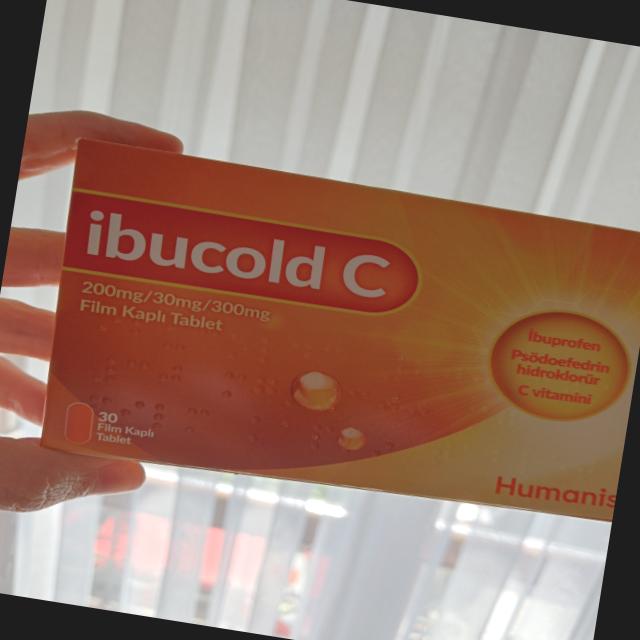 ibucold C
200mg/30mg/300mg
Film Kaplı Tablet
İbuprofen
Psödoefedrin
hidroklorür
C vitamini
30
Film Kaplı
Tablet
Humanis